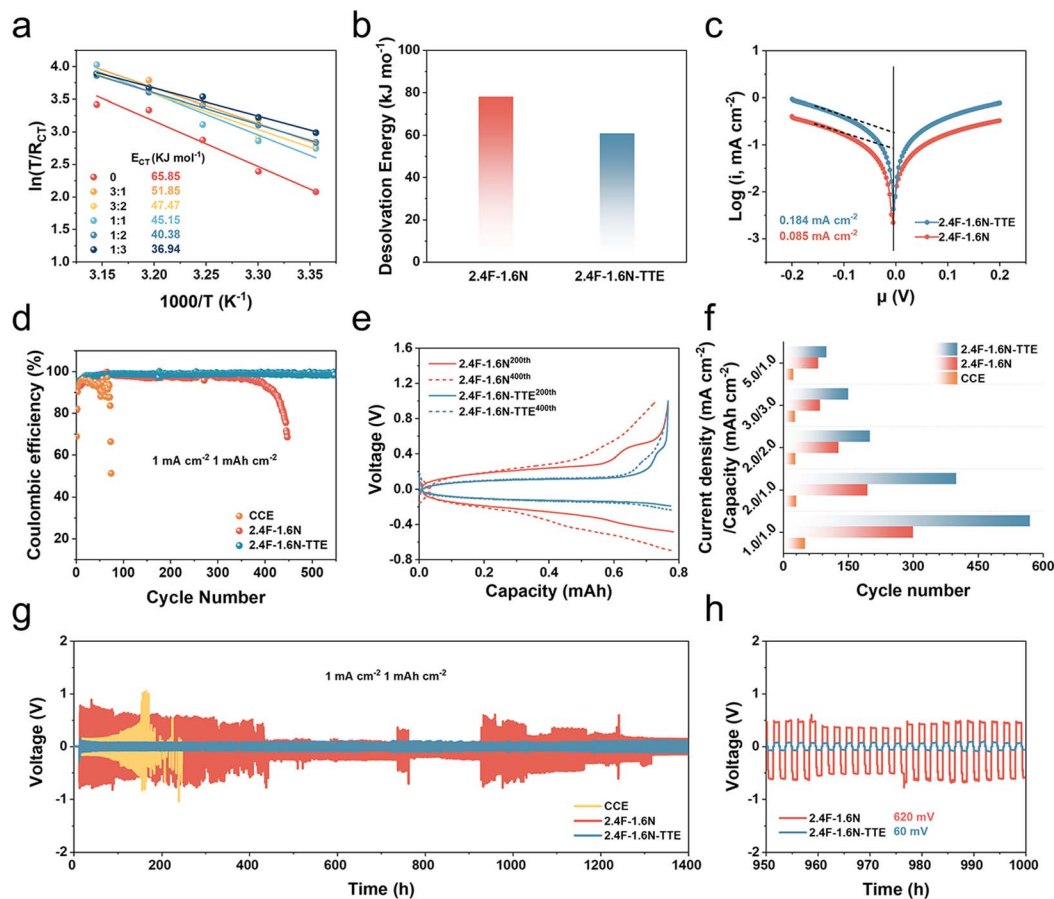 a
ln(T/R_CT)
4.0
3.5
3.0
2.5
2.0
1.5
1.0
E_CT (KJ mol⁻¹)
0 65.85
3:1 51.85
3:2 47.47
1:1 45.15
1:2 40.38
1:3 36.94
3.15 3.20 3.25 3.30 3.35
1000/T (K⁻¹)
b
Desolvation Energy (kJ mo⁻¹)
100
80
60
40
20
0
2.4F-1.6N 2.4F-1.6N-TTE
c
Log (i, mA cm⁻²)
1
0
-1
-2
-3
0.184 mA cm⁻²
0.085 mA cm⁻²
2.4F-1.6N-TTE
2.4F-1.6N
-0.2 -0.1 0.0 0.1 0.2
μ (V)
d
Coulombic efficiency (%)
100
80
60
40
20
1 mA cm⁻² 1 mAh cm⁻²
CCE
2.4F-1.6N
2.4F-1.6N-TTE
0 100 200 300 400 500
Cycle Number
e
Voltage (V)
1.6
1.2
0.8
0.4
0.0
-0.4
-0.8
2.4F-1.6N²⁰⁰ᵗʰ
2.4F-1.6N⁴⁰⁰ᵗʰ
2.4F-1.6N-TTE²⁰⁰ᵗʰ
2.4F-1.6N-TTE⁴⁰⁰ᵗʰ
0.0 0.2 0.4 0.6 0.8
Capacity (mAh)
f
Current density (mA cm⁻²)
/Capacity (mAh cm⁻²)
5.0/1.0
3.0/3.0
2.0/2.0
2.0/1.0
1.0/1.0
2.4F-1.6N-TTE
2.4F-1.6N
CCE
0 150 300 450 600
Cycle number
g
Voltage (V)
2
1
0
-1
-2
1 mA cm⁻² 1 mAh cm⁻²
CCE
2.4F-1.6N
2.4F-1.6N-TTE
0 200 400 600 800 1000 1200 1400
Time (h)
h
Voltage (V)
2
1
0
-1
-2
2.4F-1.6N 620 mV
2.4F-1.6N-TTE 60 mV
950 960 970 980 990 1000
Time (h)